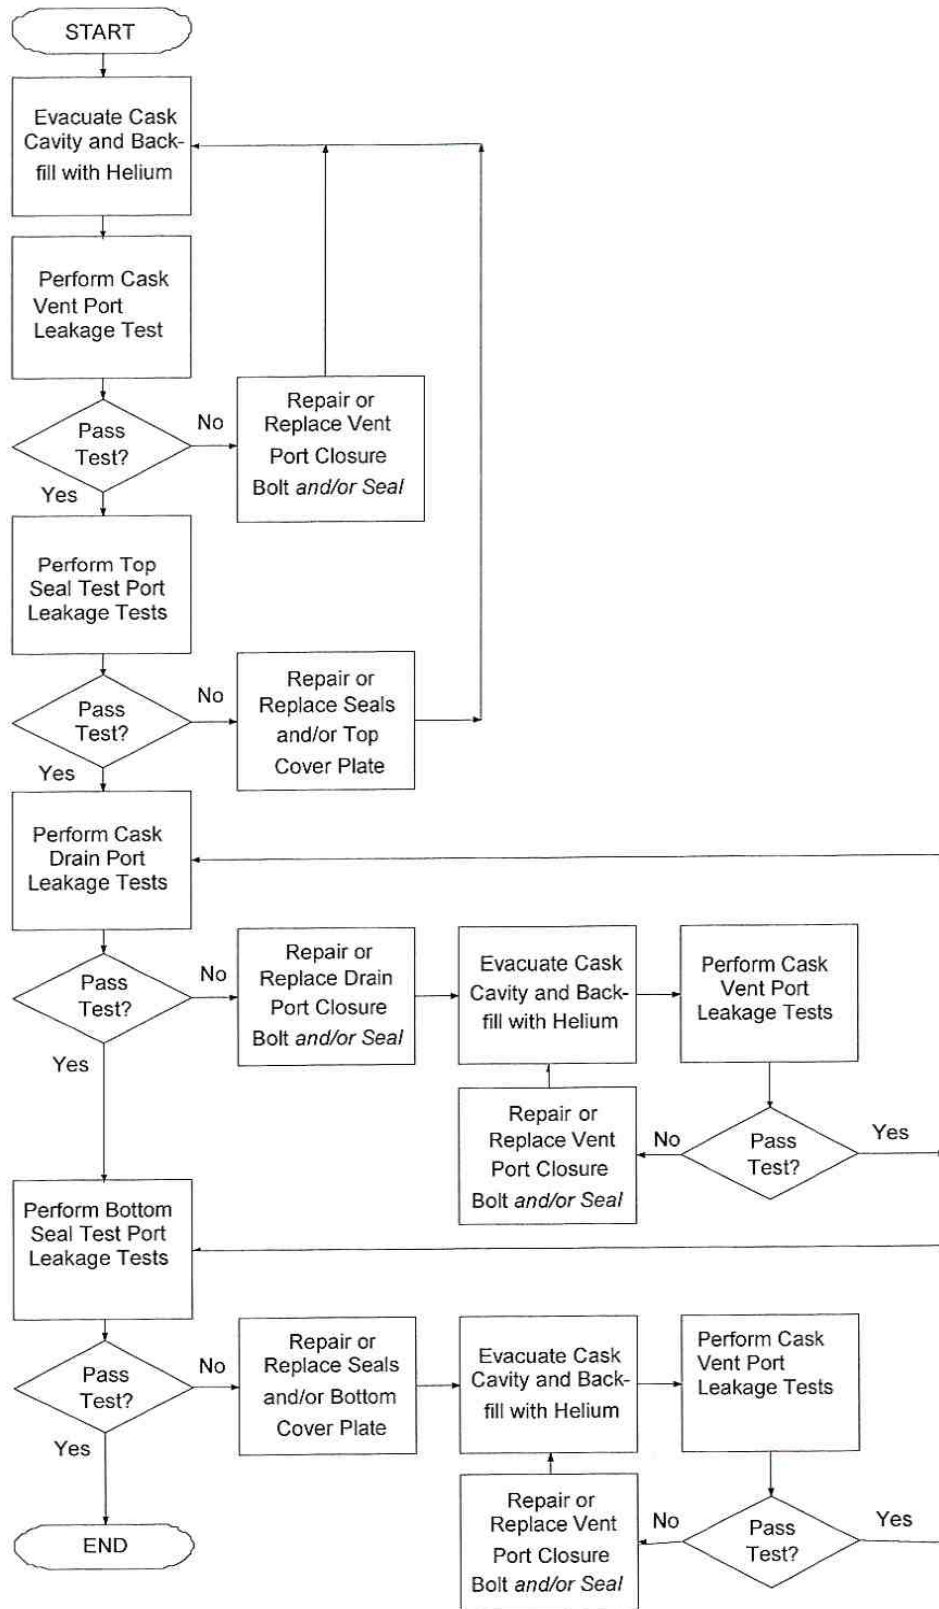 START
Evacuate Cask
Cavity and Back-
fill with Helium
Perform Cask
Vent Port
Leakage Test
Pass
Test?
No
Yes
Repair or
Replace Vent
Port Closure
Bolt and/or Seal
Perform Top
Seal Test Port
Leakage Tests
Pass
Test?
No
Yes
Repair or
Replace Seals
and/or Top
Cover Plate
Perform Cask
Drain Port
Leakage Tests
Pass
Test?
No
Yes
Repair or
Replace Drain
Port Closure
Bolt and/or Seal
Evacuate Cask
Cavity and Back-
fill with Helium
Perform Cask
Vent Port
Leakage Tests
Pass
Test?
No
Yes
Repair or
Replace Vent
Port Closure
Bolt and/or Seal
Perform Bottom
Seal Test Port
Leakage Tests
Pass
Test?
No
Yes
Repair or
Replace Seals
and/or Bottom
Cover Plate
Evacuate Cask
Cavity and Back-
fill with Helium
Perform Cask
Vent Port
Leakage Tests
Pass
Test?
No
Yes
Repair or
Replace Vent
Port Closure
Bolt and/or Seal
END